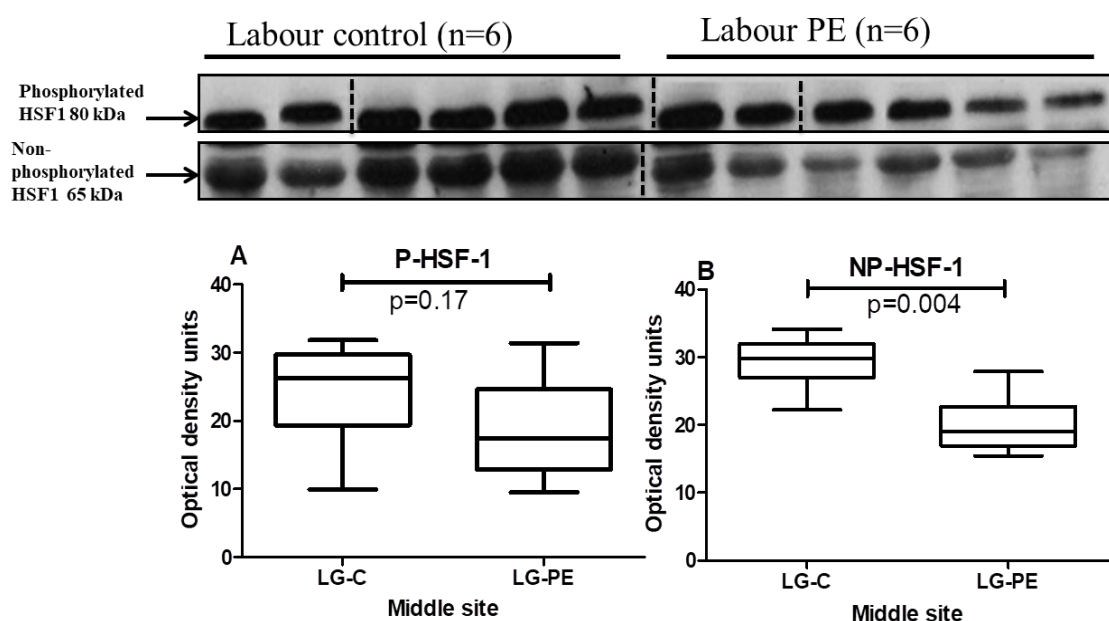 Labour control (n=6)
Labour PE (n=6)
Phosphorylated
HSF1 80 kDa
Non-
phosphorylated
HSF1 65 kDa
A
P-HSF-1
p=0.17
40
30
20
10
0
Optical density units
LG-C
LG-PE
Middle site
B
NP-HSF-1
p=0.004
40
30
20
10
0
Optical density units
LG-C
LG-PE
Middle site